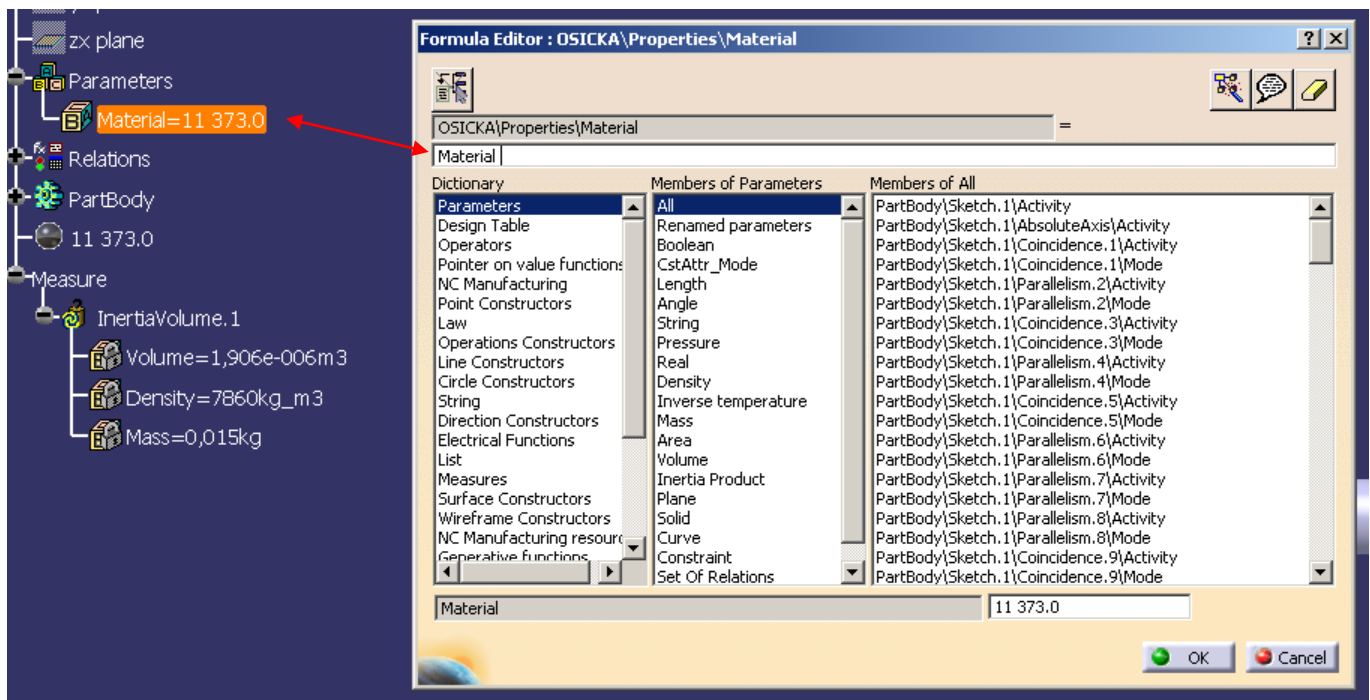 zx plane
Parameters
Material=11 373.0
Relations
PartBody
11 373.0
Measure
InertiaVolume.1
Volume=1,906e-006m3
Density=7860kg_m3
Mass=0,015kg
Formula Editor : OSICKA\Properties\Material
OSICKA\Properties\Material =
Material
Dictionary
Parameters
Design Table
Operators
Pointer on value functions
NC Manufacturing
Point Constructors
Law
Operations Constructors
Line Constructors
Circle Constructors
String
Direction Constructors
Electrical Functions
List
Measures
Surface Constructors
Wireframe Constructors
NC Manufacturing
Generative functions
Members of Parameters
All
Renamed parameters
Boolean
CstAttr_Mode
Length
Angle
String
Pressure
Real
Density
Inverse temperature
Mass
Area
Volume
Inertia Product
Plane
Solid
Curve
Constraint
Set Of Relations
Members of All
PartBody\Sketch.1\Activity
PartBody\Sketch.1\AbsoluteAxis\Activity
PartBody\Sketch.1\Coincidence.1\Activity
PartBody\Sketch.1\Coincidence.1\Mode
PartBody\Sketch.1\Parallelism.2\Activity
PartBody\Sketch.1\Parallelism.2\Mode
PartBody\Sketch.1\Coincidence.3\Activity
PartBody\Sketch.1\Coincidence.3\Mode
PartBody\Sketch.1\Parallelism.4\Activity
PartBody\Sketch.1\Parallelism.4\Mode
PartBody\Sketch.1\Coincidence.5\Activity
PartBody\Sketch.1\Coincidence.5\Mode
PartBody\Sketch.1\Parallelism.6\Activity
PartBody\Sketch.1\Parallelism.6\Mode
PartBody\Sketch.1\Parallelism.7\Activity
PartBody\Sketch.1\Parallelism.7\Mode
PartBody\Sketch.1\Parallelism.8\Activity
PartBody\Sketch.1\Parallelism.8\Mode
PartBody\Sketch.1\Coincidence.9\Activity
PartBody\Sketch.1\Coincidence.9\Mode
Material
11 373.0
OK
Cancel